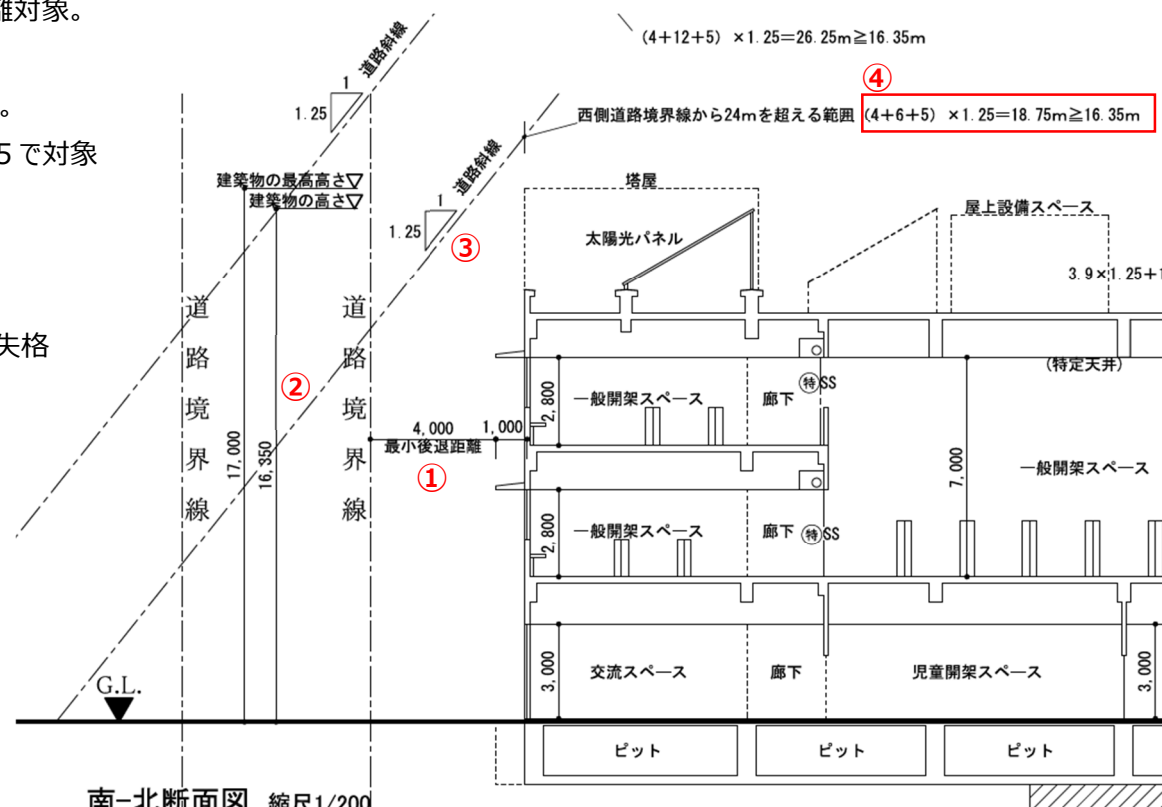 離対象。
。
5で対象
失格
(4+12+5) ×1.25=26.25m≧16.35m
④
西側道路境界線から24mを超える範囲 (4+6+5) ×1.25=18.75m≧16.35m
1
1.25
道路斜線
建築物の最高高さ▽
建築物の高さ▽
1
1.25
道路斜線
③
塔屋
太陽光パネル
屋上設備スペース
3.9×1.25+1
道路境界線
道路境界線
②
17,000
16,350
4,000
1,000
最小後退距離
①
2,800
一般開架スペース
廊下
特SS
(特定天井)
7,000
一般開架スペース
2,800
一般開架スペース
廊下
特SS
G.L.
3,000
交流スペース
廊下
児童開架スペース
3,000
ピット
ピット
ピット
南-北断面図 縮尺1/200